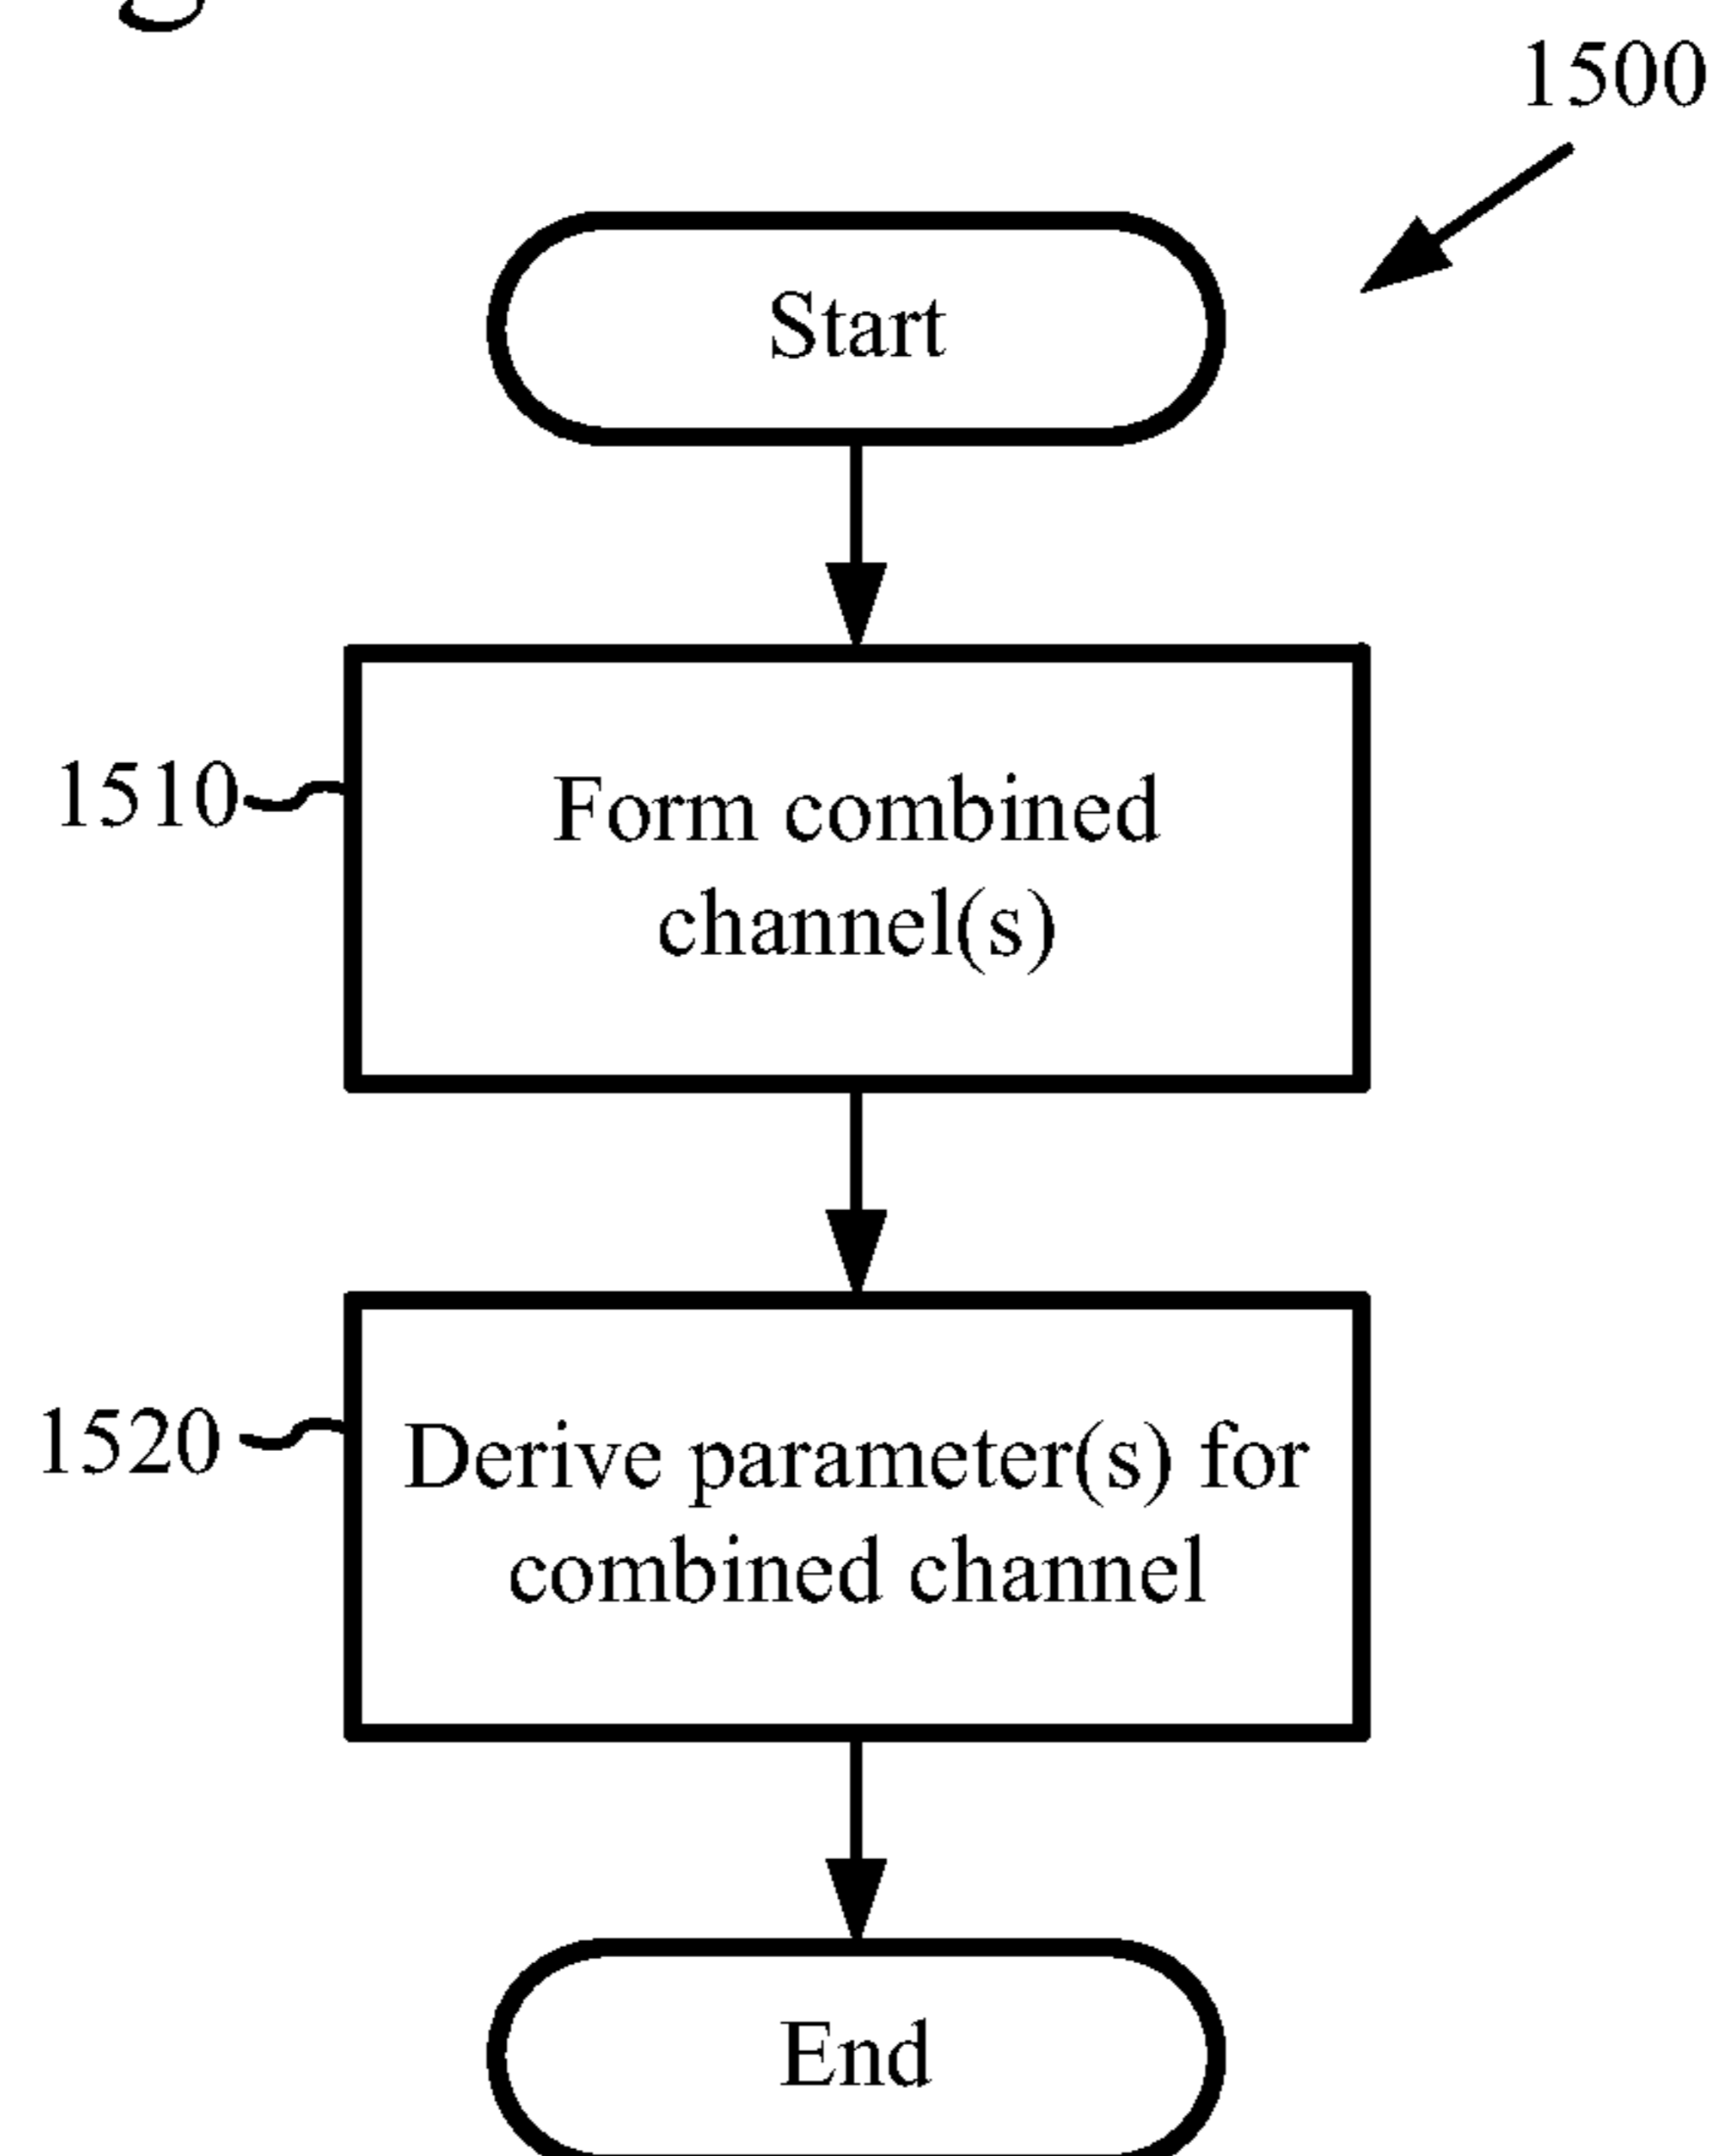 1500
Start
1510
Form combined
channel(s)
1520
Derive parameter(s) for
combined channel
End